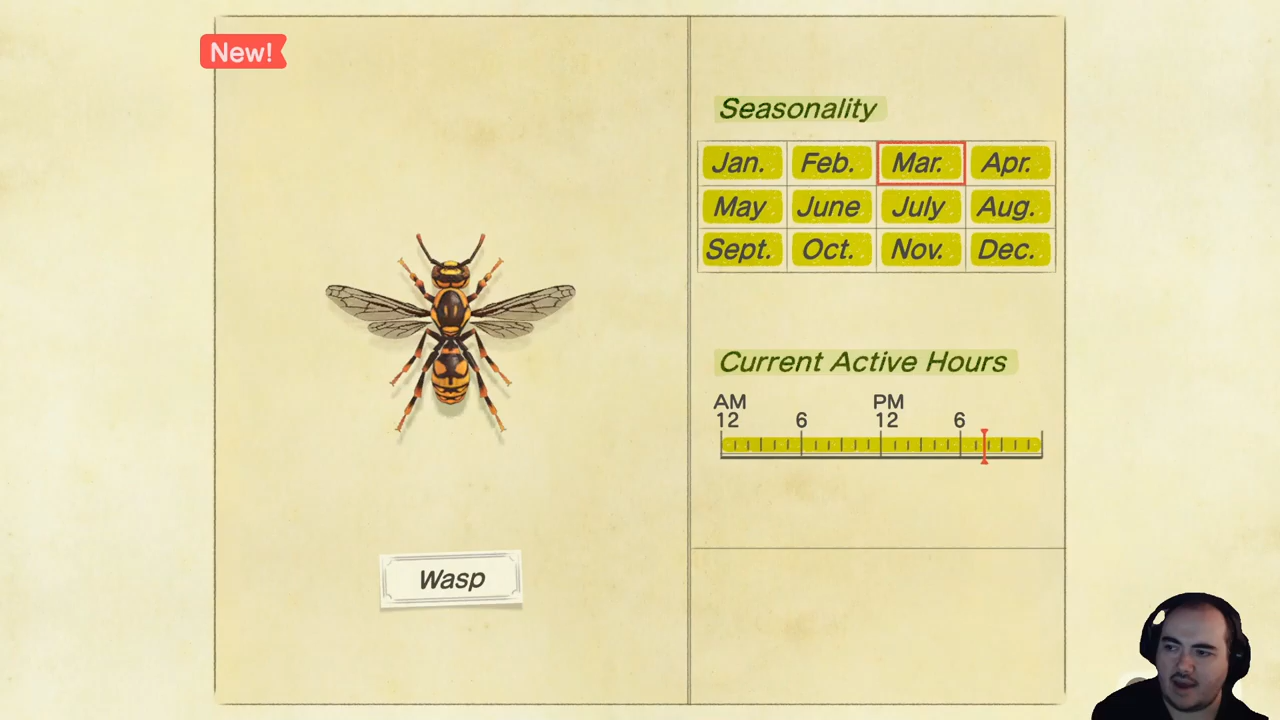 New!
Wasp
Seasonality
Jan. Feb. Mar. Apr.
May June July Aug.
Sept. Oct. Nov. Dec.
Current Active Hours
AM PM
12 6 12 6